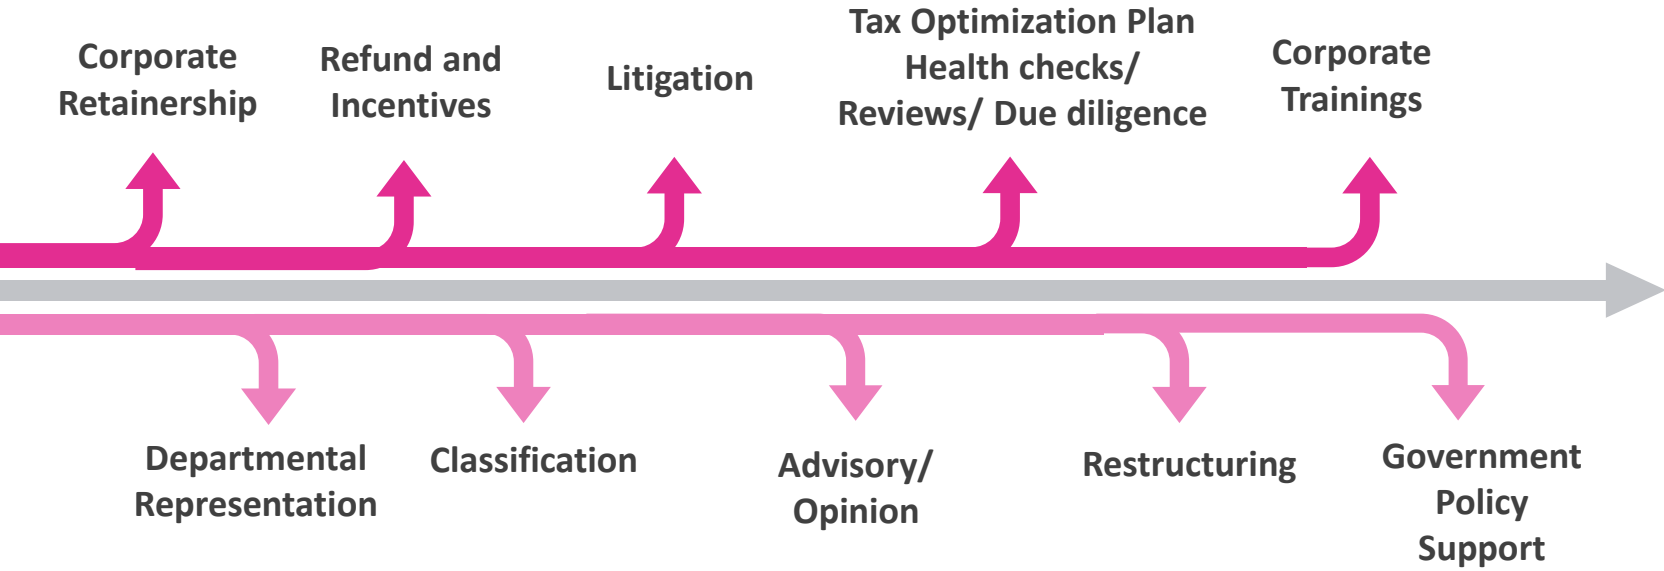 Corporate
Retainership
Refund and
Incentives
Litigation
Tax Optimization Plan
Health checks/
Reviews/ Due diligence
Corporate
Trainings
Departmental
Representation
Classification
Advisory/
Opinion
Restructuring
Government
Policy
Support